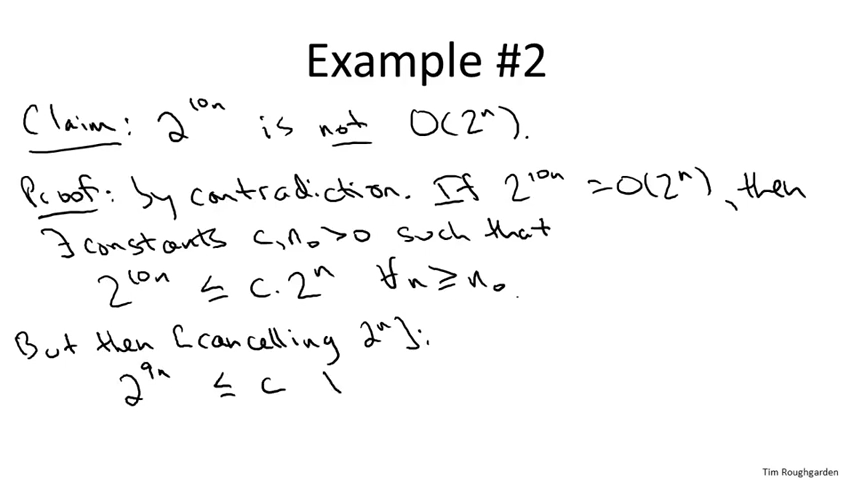 Example #2
Claim: 2^{10n} is not O(2^n).
Proof: by contradiction. If 2^{10n} = O(2^n), then
∃ constants c, n₀ > 0 such that
2^{10n} ≤ c·2^n ∀n ≥ n₀.
But then [cancelling 2^n]:
2^{9n} ≤ c
Tim Roughgarden